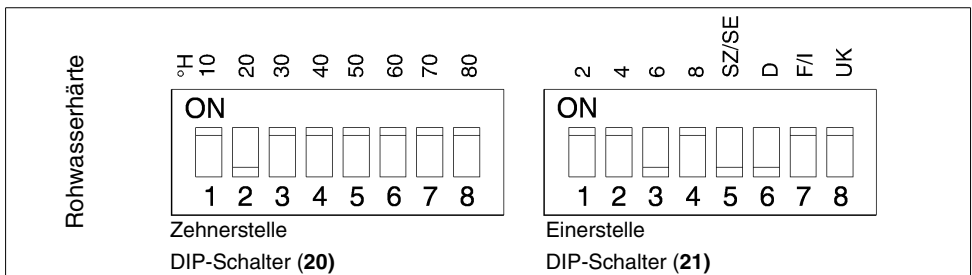 Rohwasserhärte
°H
10 20 30 40 50 60 70 80
2 4 6 8 SZ/SE D F/I UK
ON
1 2 3 4 5 6 7 8
ON
1 2 3 4 5 6 7 8
Zehnerstelle
DIP-Schalter (20)
Einerstelle
DIP-Schalter (21)